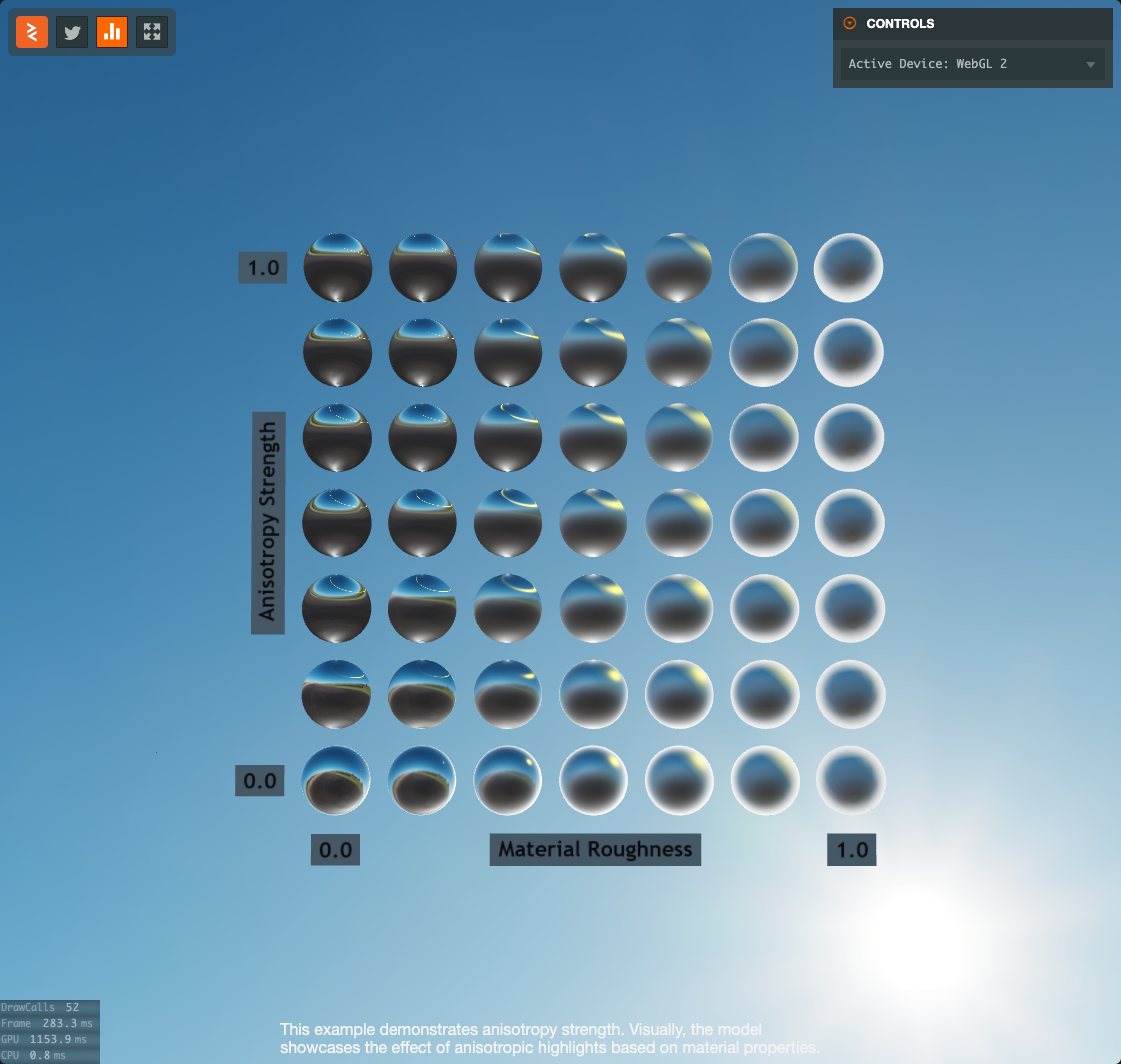 CONTROLS
Active Device: WebGL 2
1.0
Anisotropy Strength
0.0
0.0
Material Roughness
1.0
DrawCalls 52
Frame 283.3 ms
GPU 1153.9 ms
CPU 0.8 ms
This example demonstrates anisotropy strength. Visually, the model
showcases the effect of anisotropic highlights based on material properties.